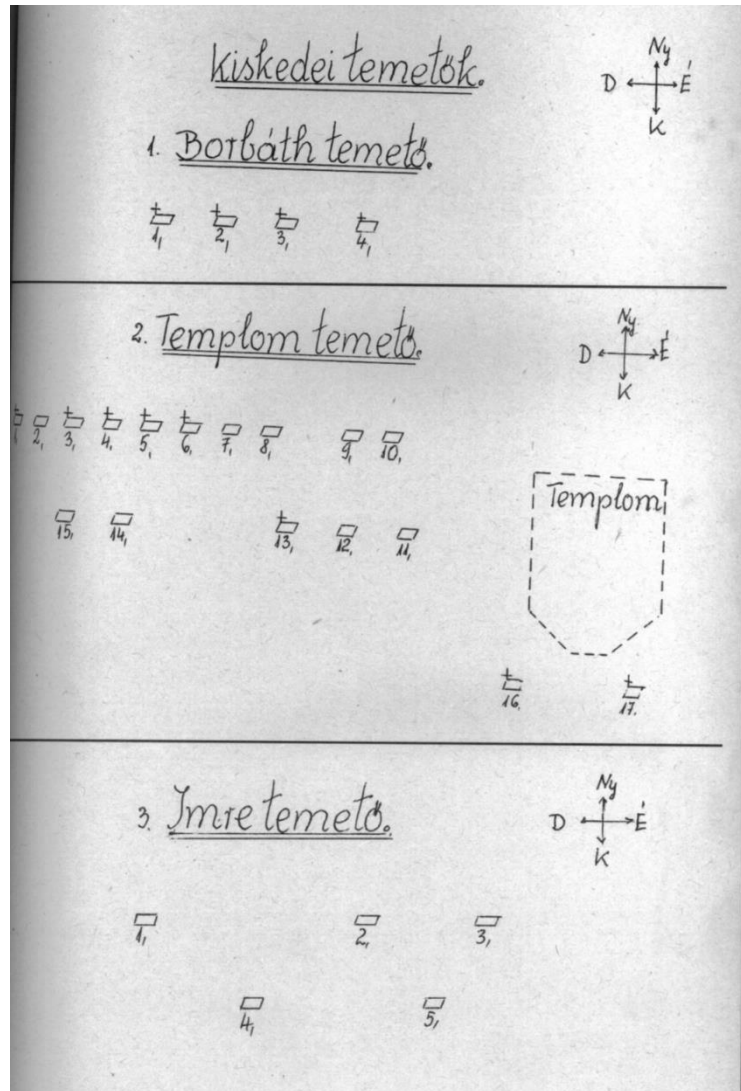 Kiskedei temetők.
Ny
D É
K
1. Borbáth temető.
1, 2, 3, 4,
2. Templom temető.
Ny
D É
K
1, 2, 3, 4, 5, 6, 7, 8, 9, 10,
Templom
15, 14, 13, 12, 11,
16. 17.
3. Imre temető.
Ny
D É
K
1, 2, 3,
4, 5,